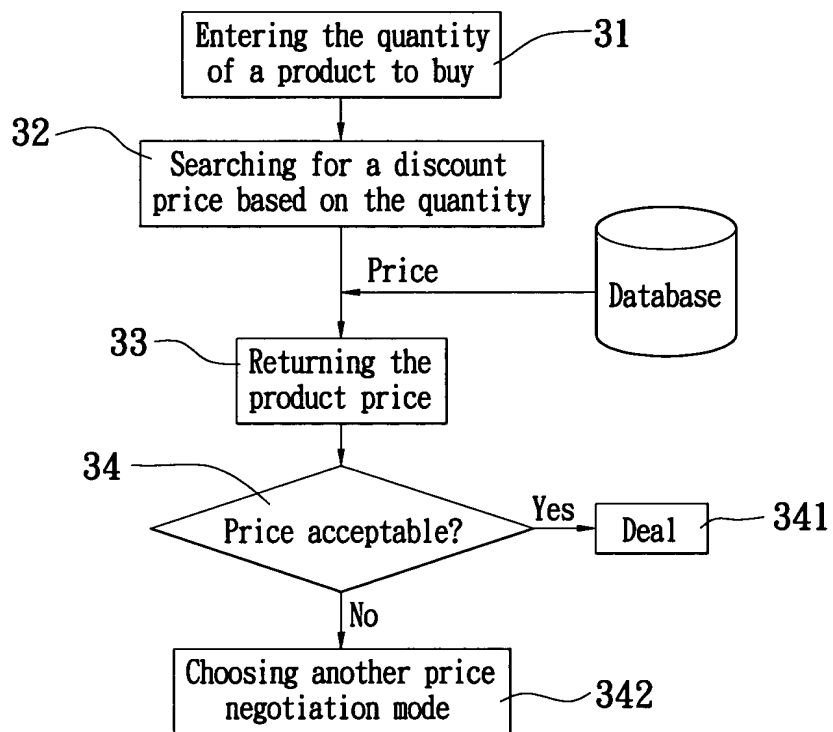 Entering the quantity
of a product to buy
31
32
Searching for a discount
price based on the quantity
Price
Database
33
Returning the
product price
34
Price acceptable?
Yes
Deal
341
No
Choosing another price
negotiation mode
342